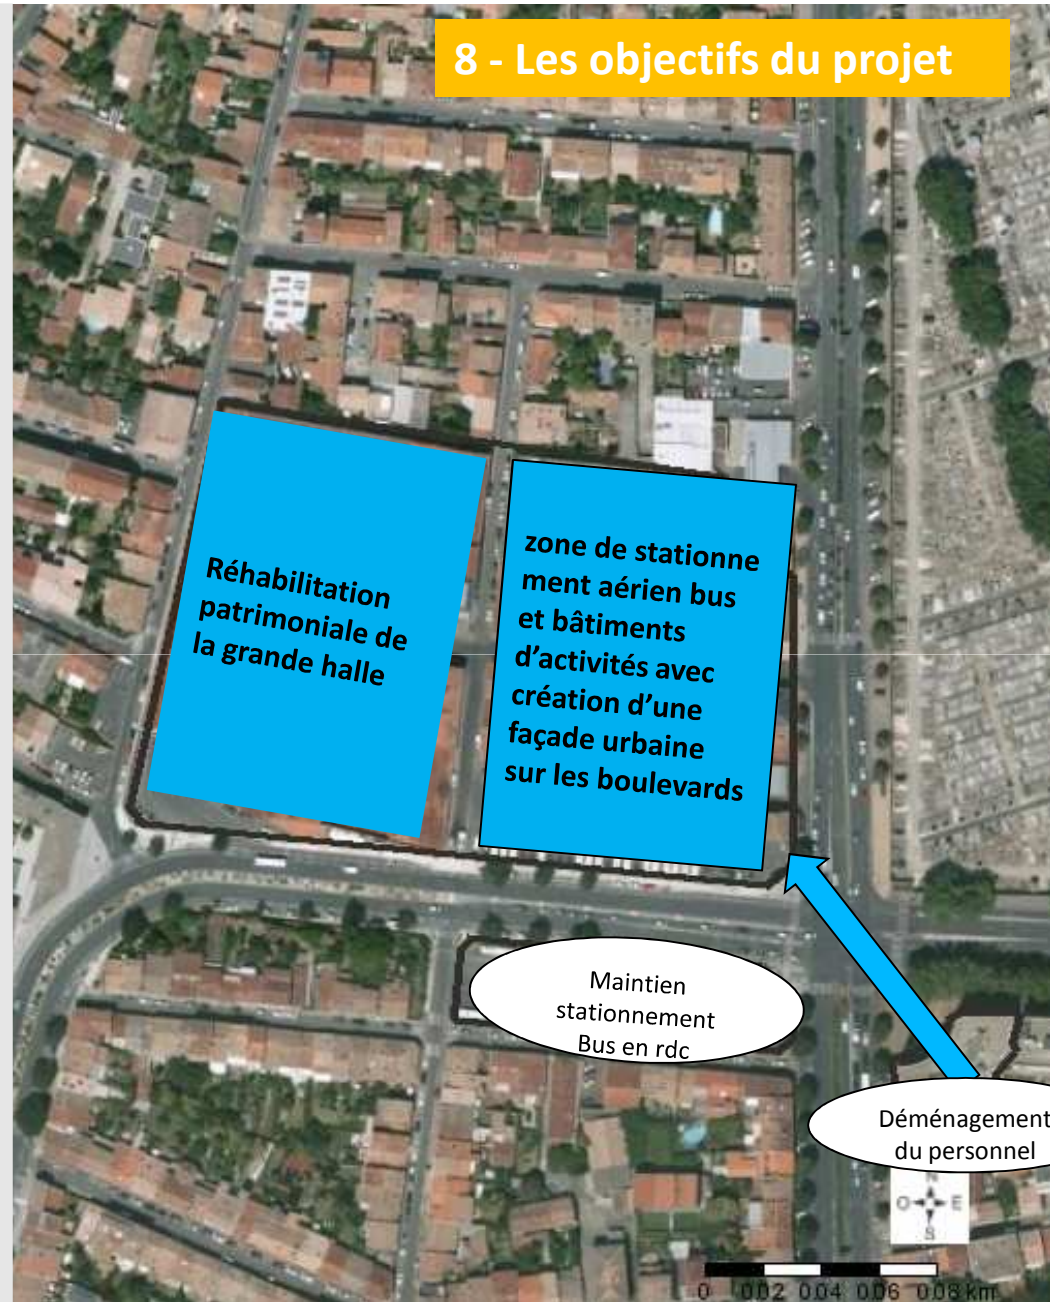 8 - Les objectifs du projet
Réhabilitation
patrimoniale de
la grande halle
zone de stationne
ment aérien bus
et bâtiments
d'activités avec
création d'une
façade urbaine
sur les boulevards
Maintien
stationnement
Bus en rdc
Déménagement
du personnel
N
O E
S
0 0.02 0.04 0.06 0.08 km